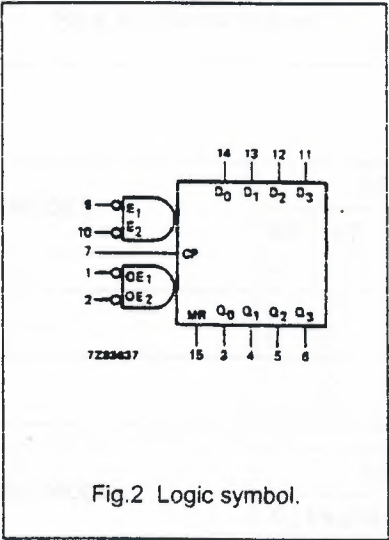 14 13 12 11
D0 D1 D2 D3
9 E1
10 E2
7 CP
1 OE1
2 OE2
MR Q0 Q1 Q2 Q3
7Z83637 15 3 4 5 6
Fig.2 Logic symbol.